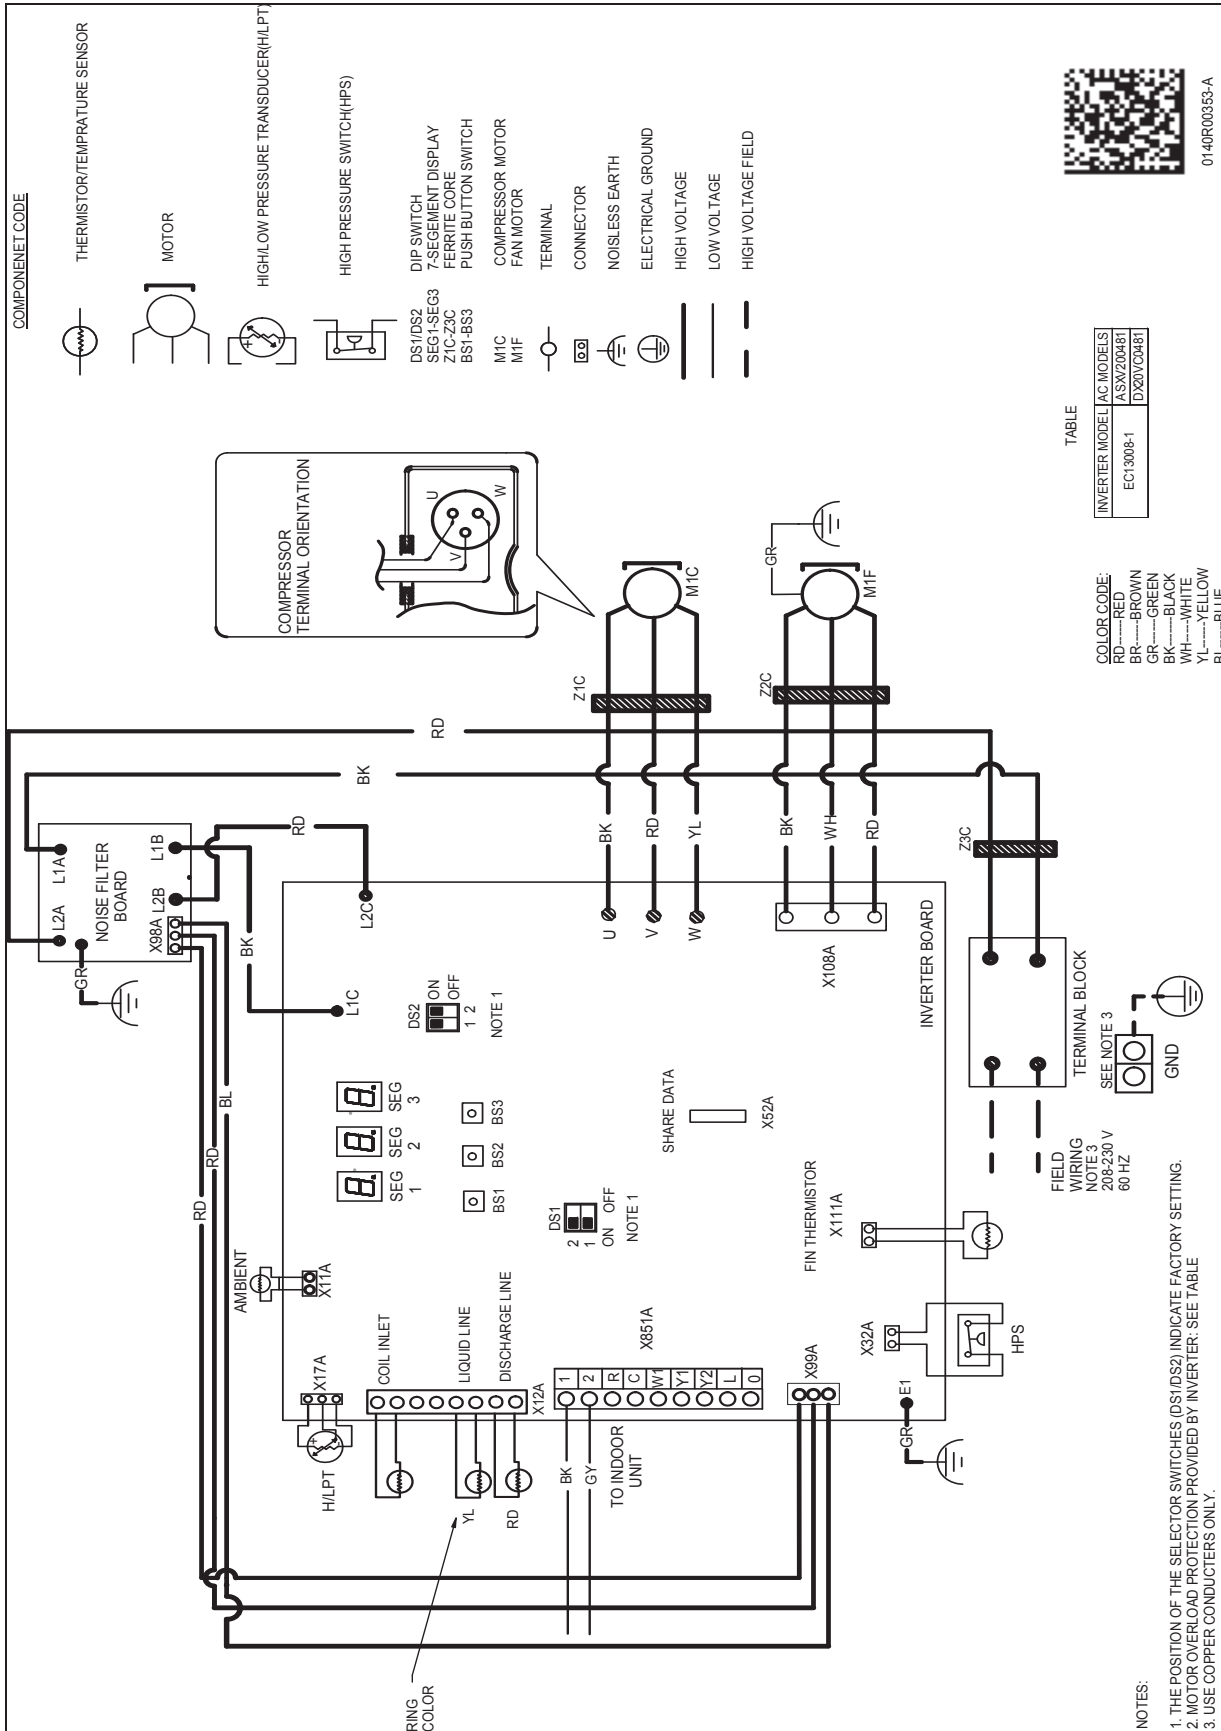 COMPONENET CODE
THERMISTOR/TEMPRATURE SENSOR
MOTOR
HIGH/LOW PRESSURE TRANSDUCER(H/LPT)
HIGH PRESSURE SWITCH(HPS)
DS1/DS2 DIP SWITCH
SEG1-SEG3 7-SEGEMENT DISPLAY
Z1C-Z3C FERRITE CORE
BS1-BS3 PUSH BUTTON SWITCH
M1C COMPRESSOR MOTOR
M1F FAN MOTOR
TERMINAL
CONNECTOR
NOISLESS EARTH
ELECTRICAL GROUND
HIGH VOLTAGE
LOW VOLTAGE
HIGH VOLTAGE FIELD
0140R00353-A
TABLE
INVERTER MODEL AC MODELS
EC13008-1
ASXV200481
DX20VC0481
COLOR CODE:
RD-----RED
BR-----BROWN
GR-----GREEN
BK-----BLACK
WH-----WHITE
YL-----YELLOW
BL-----BLUE
COMPRESSOR
TERMINAL ORIENTATION
U
V
W
Z1C
M1C
Z2C
M1F
GR
Z3C
RD
BK
NOISE FILTER
BOARD
L2A
L1A
L2B
L1B
X98A
GR
RD
BK
L2C
L1C
RD
RD
BL
BK
RD
YL
U
V
W
BK
WH
RD
X108A
INVERTER BOARD
DS2
ON
OFF
1 2
NOTE 1
SEG
1
SEG
2
SEG
3
BS1
BS2
BS3
SHARE DATA
X52A
DS1
2
1
ON OFF
NOTE 1
FIN THERMISTOR
X111A
AMBIENT
X11A
X17A
H/LPT
COIL INLET
LIQUID LINE
DISCHARGE LINE
X12A
YL
RD
RING
COLOR
X851A
1
2
R
C
W1
Y1
Y2
L
0
BK
GY
TO INDOOR
UNIT
X99A
X32A
HPS
E1
GR
TERMINAL BLOCK
SEE NOTE 3
GND
FIELD
WIRING
NOTE 3
208-230 V
60 HZ
NOTES:
1. THE POSITION OF THE SELECTOR SWITCHES (DS1/DS2) INDICATE FACTORY SETTING.
2. MOTOR OVERLOAD PROTECTION PROVIDED BY INVERTER: SEE TABLE
3. USE COPPER CONDUCTERS ONLY.